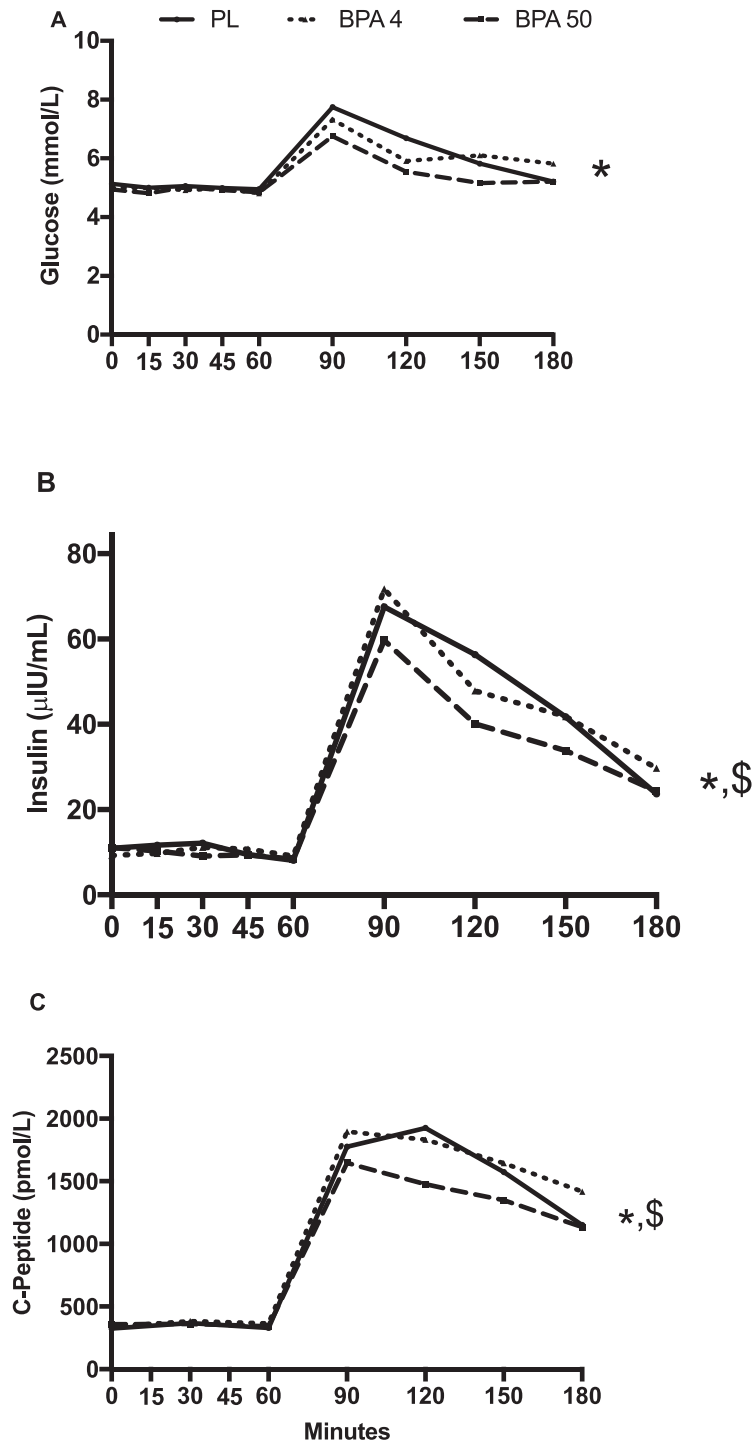 A PL BPA 4 BPA 50
Glucose (mmol/L)
10
8
6
4
2
0
*
0 15 30 45 60 90 120 150 180
B
Insulin (μIU/mL)
80
60
40
20
0
*,$
0 15 30 45 60 90 120 150 180
C
C-Peptide (pmol/L)
2500
2000
1500
1000
500
0
*,$
0 15 30 45 60 90 120 150 180
Minutes